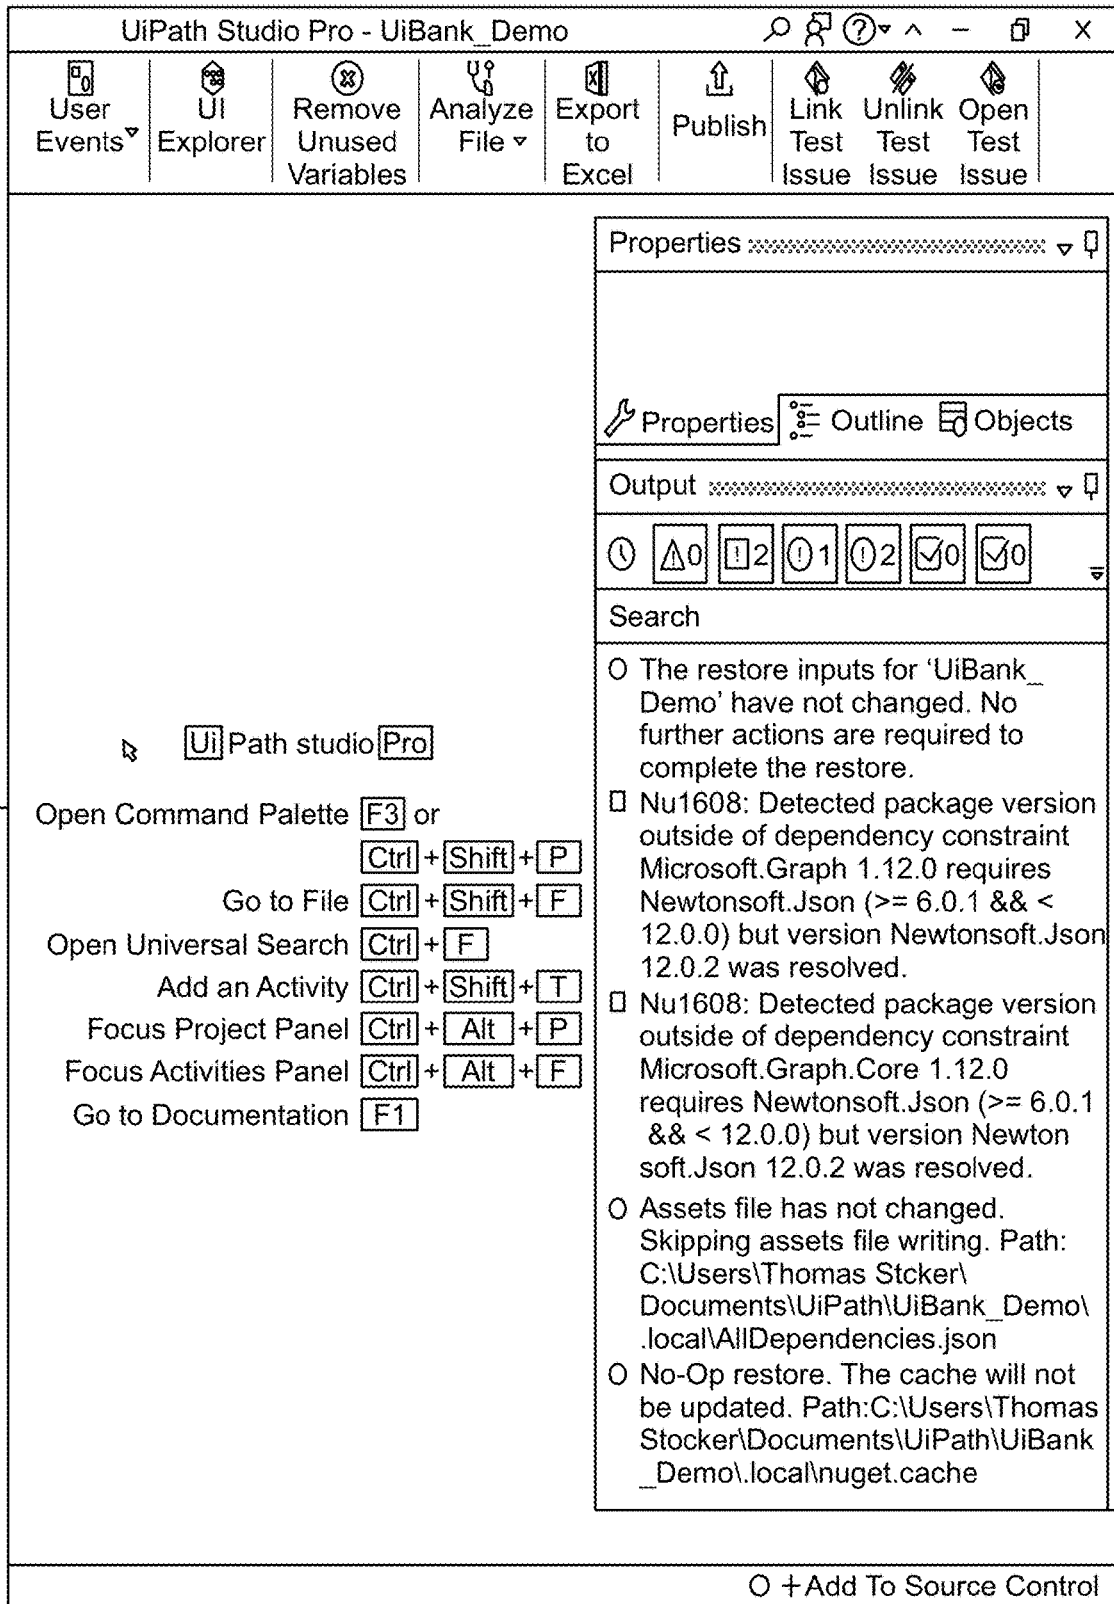 UiPath Studio Pro - UiBank_Demo
User Events
UI Explorer
Remove Unused Variables
Analyze File
Export to Excel
Publish
Link Test Issue
Unlink Test Issue
Open Test Issue
Properties
Properties Outline Objects
Output
0 2 1 2 0 0
Search
The restore inputs for ‘UiBank_
Demo’ have not changed. No
further actions are required to
complete the restore.
Nu1608: Detected package version
outside of dependency constraint
Microsoft.Graph 1.12.0 requires
Newtonsoft.Json (>= 6.0.1 && <
12.0.0) but version Newtonsoft.Json
12.0.2 was resolved.
Nu1608: Detected package version
outside of dependency constraint
Microsoft.Graph.Core 1.12.0
requires Newtonsoft.Json (>= 6.0.1
&& < 12.0.0) but version Newton
soft.Json 12.0.2 was resolved.
Assets file has not changed.
Skipping assets file writing. Path:
C:\Users\Thomas Stcker\
Documents\UiPath\UiBank_Demo\
.local\AllDependencies.json
No-Op restore. The cache will not
be updated. Path:C:\Users\Thomas
Stocker\Documents\UiPath\UiBank
_Demo\.local\nuget.cache
Ui Path studio Pro
Open Command Palette F3 or
Ctrl + Shift + P
Go to File Ctrl + Shift + F
Open Universal Search Ctrl + F
Add an Activity Ctrl + Shift + T
Focus Project Panel Ctrl + Alt + P
Focus Activities Panel Ctrl + Alt + F
Go to Documentation F1
+Add To Source Control